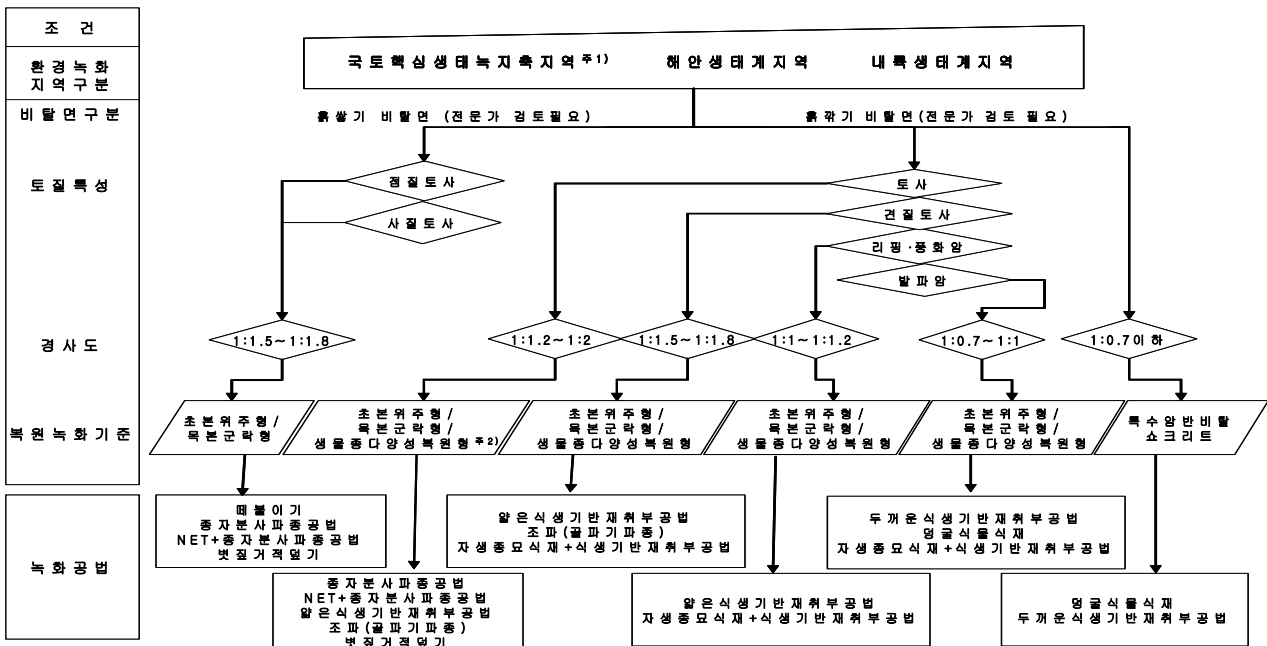 조 건
환경녹화
지역구분
비탈면구분
토질특성
경사도
복원녹화기준
녹화공법
국토핵심생태녹지축지역 주1) 해안생태계지역 내륙생태계지역
흙쌓기 비탈면 (전문가 검토필요)
흙깎기 비탈면(전문가 검토 필요)
점질토사
사질토사
토사
견질토사
리핑·풍화암
발파암
1:1.5~1:1.8
1:1.2~1:2
1:1.5~1:1.8
1:1~1:1.2
1:0.7~1:1
1:0.7이하
초본위주형/
목본군락형
초본위주형/
목본군락형/
생물종다양성복원형 주2)
초본위주형/
목본군락형/
생물종다양성복원형
초본위주형/
목본군락형/
생물종다양성복원형
초본위주형/
목본군락형/
생물종다양성복원형
특수암반비탈
쇼크리트
떼붙이기
종자분사파종공법
NET+종자분사파종공법
볏짚거적덮기
종자분사파종공법
NET+종자분사파종공법
얇은식생기반재취부공법
조파(골파기파종)
볏짚거적덮기
얇은식생기반재취부공법
조파(골파기파종)
자생종묘식재+식생기반재취부공법
얇은식생기반재취부공법
자생종묘식재+식생기반재취부공법
두꺼운식생기반재취부공법
덩굴식물식재
자생종묘식재+식생기반재취부공법
덩굴식물식재
두꺼운식생기반재취부공법